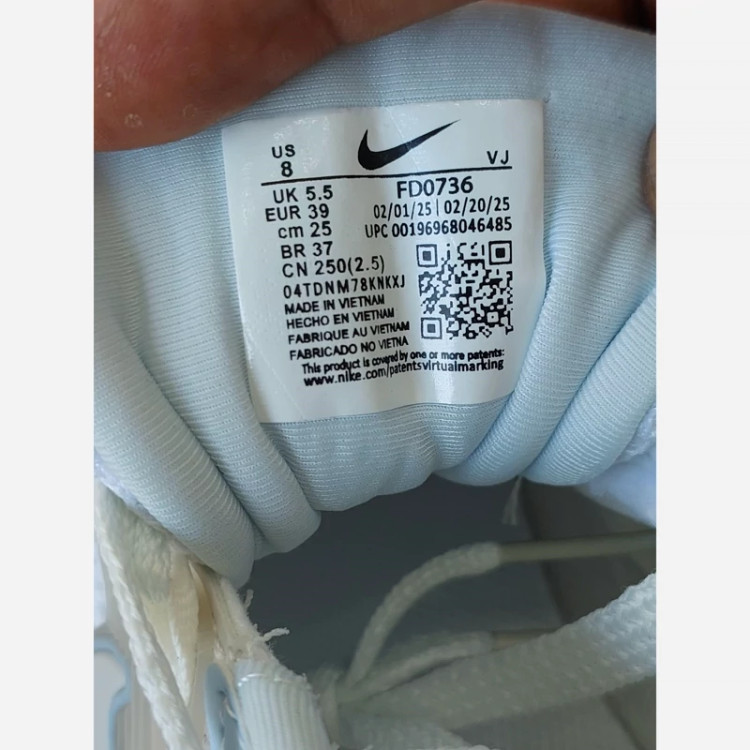 US
8
VJ
UK 5.5
EUR 39
cm 25
BR 37
CN 250(2.5)
FD0736
02/01/25 | 02/20/25
UPC 00196968046485
04TDNM78KNKXJ
MADE IN VIETNAM
HECHO EN VIETNAM
FABRIQUE AU VIETNAM
FABRICADO NO VIETNA
This product is covered by one or more patents:
www.nike.com/patentsvirtualmarking